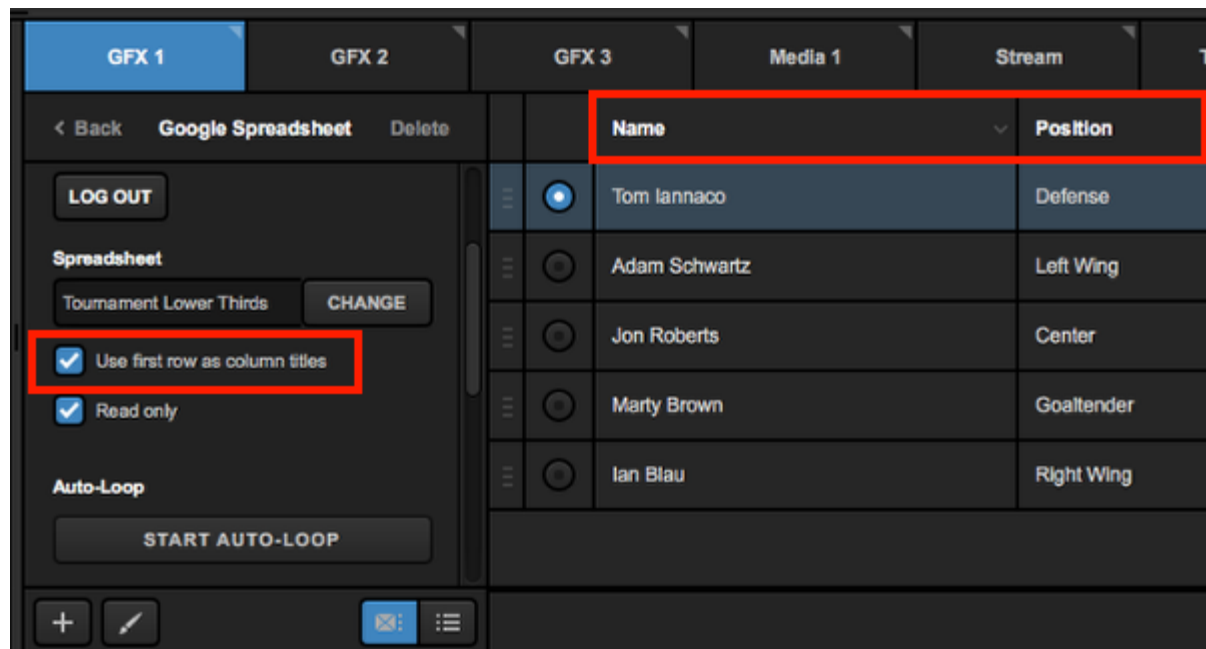 GFX 1 GFX 2 GFX 3 Media 1 Stream T
< Back Google Spreadsheet Delete
Name Position
LOG OUT
Tom Iannaco Defense
Spreadsheet
Adam Schwartz Left Wing
Tournament Lower Thirds CHANGE
Jon Roberts Center
Use first row as column titles
Read only
Marty Brown Goaltender
Auto-Loop
Ian Blau Right Wing
START AUTO-LOOP